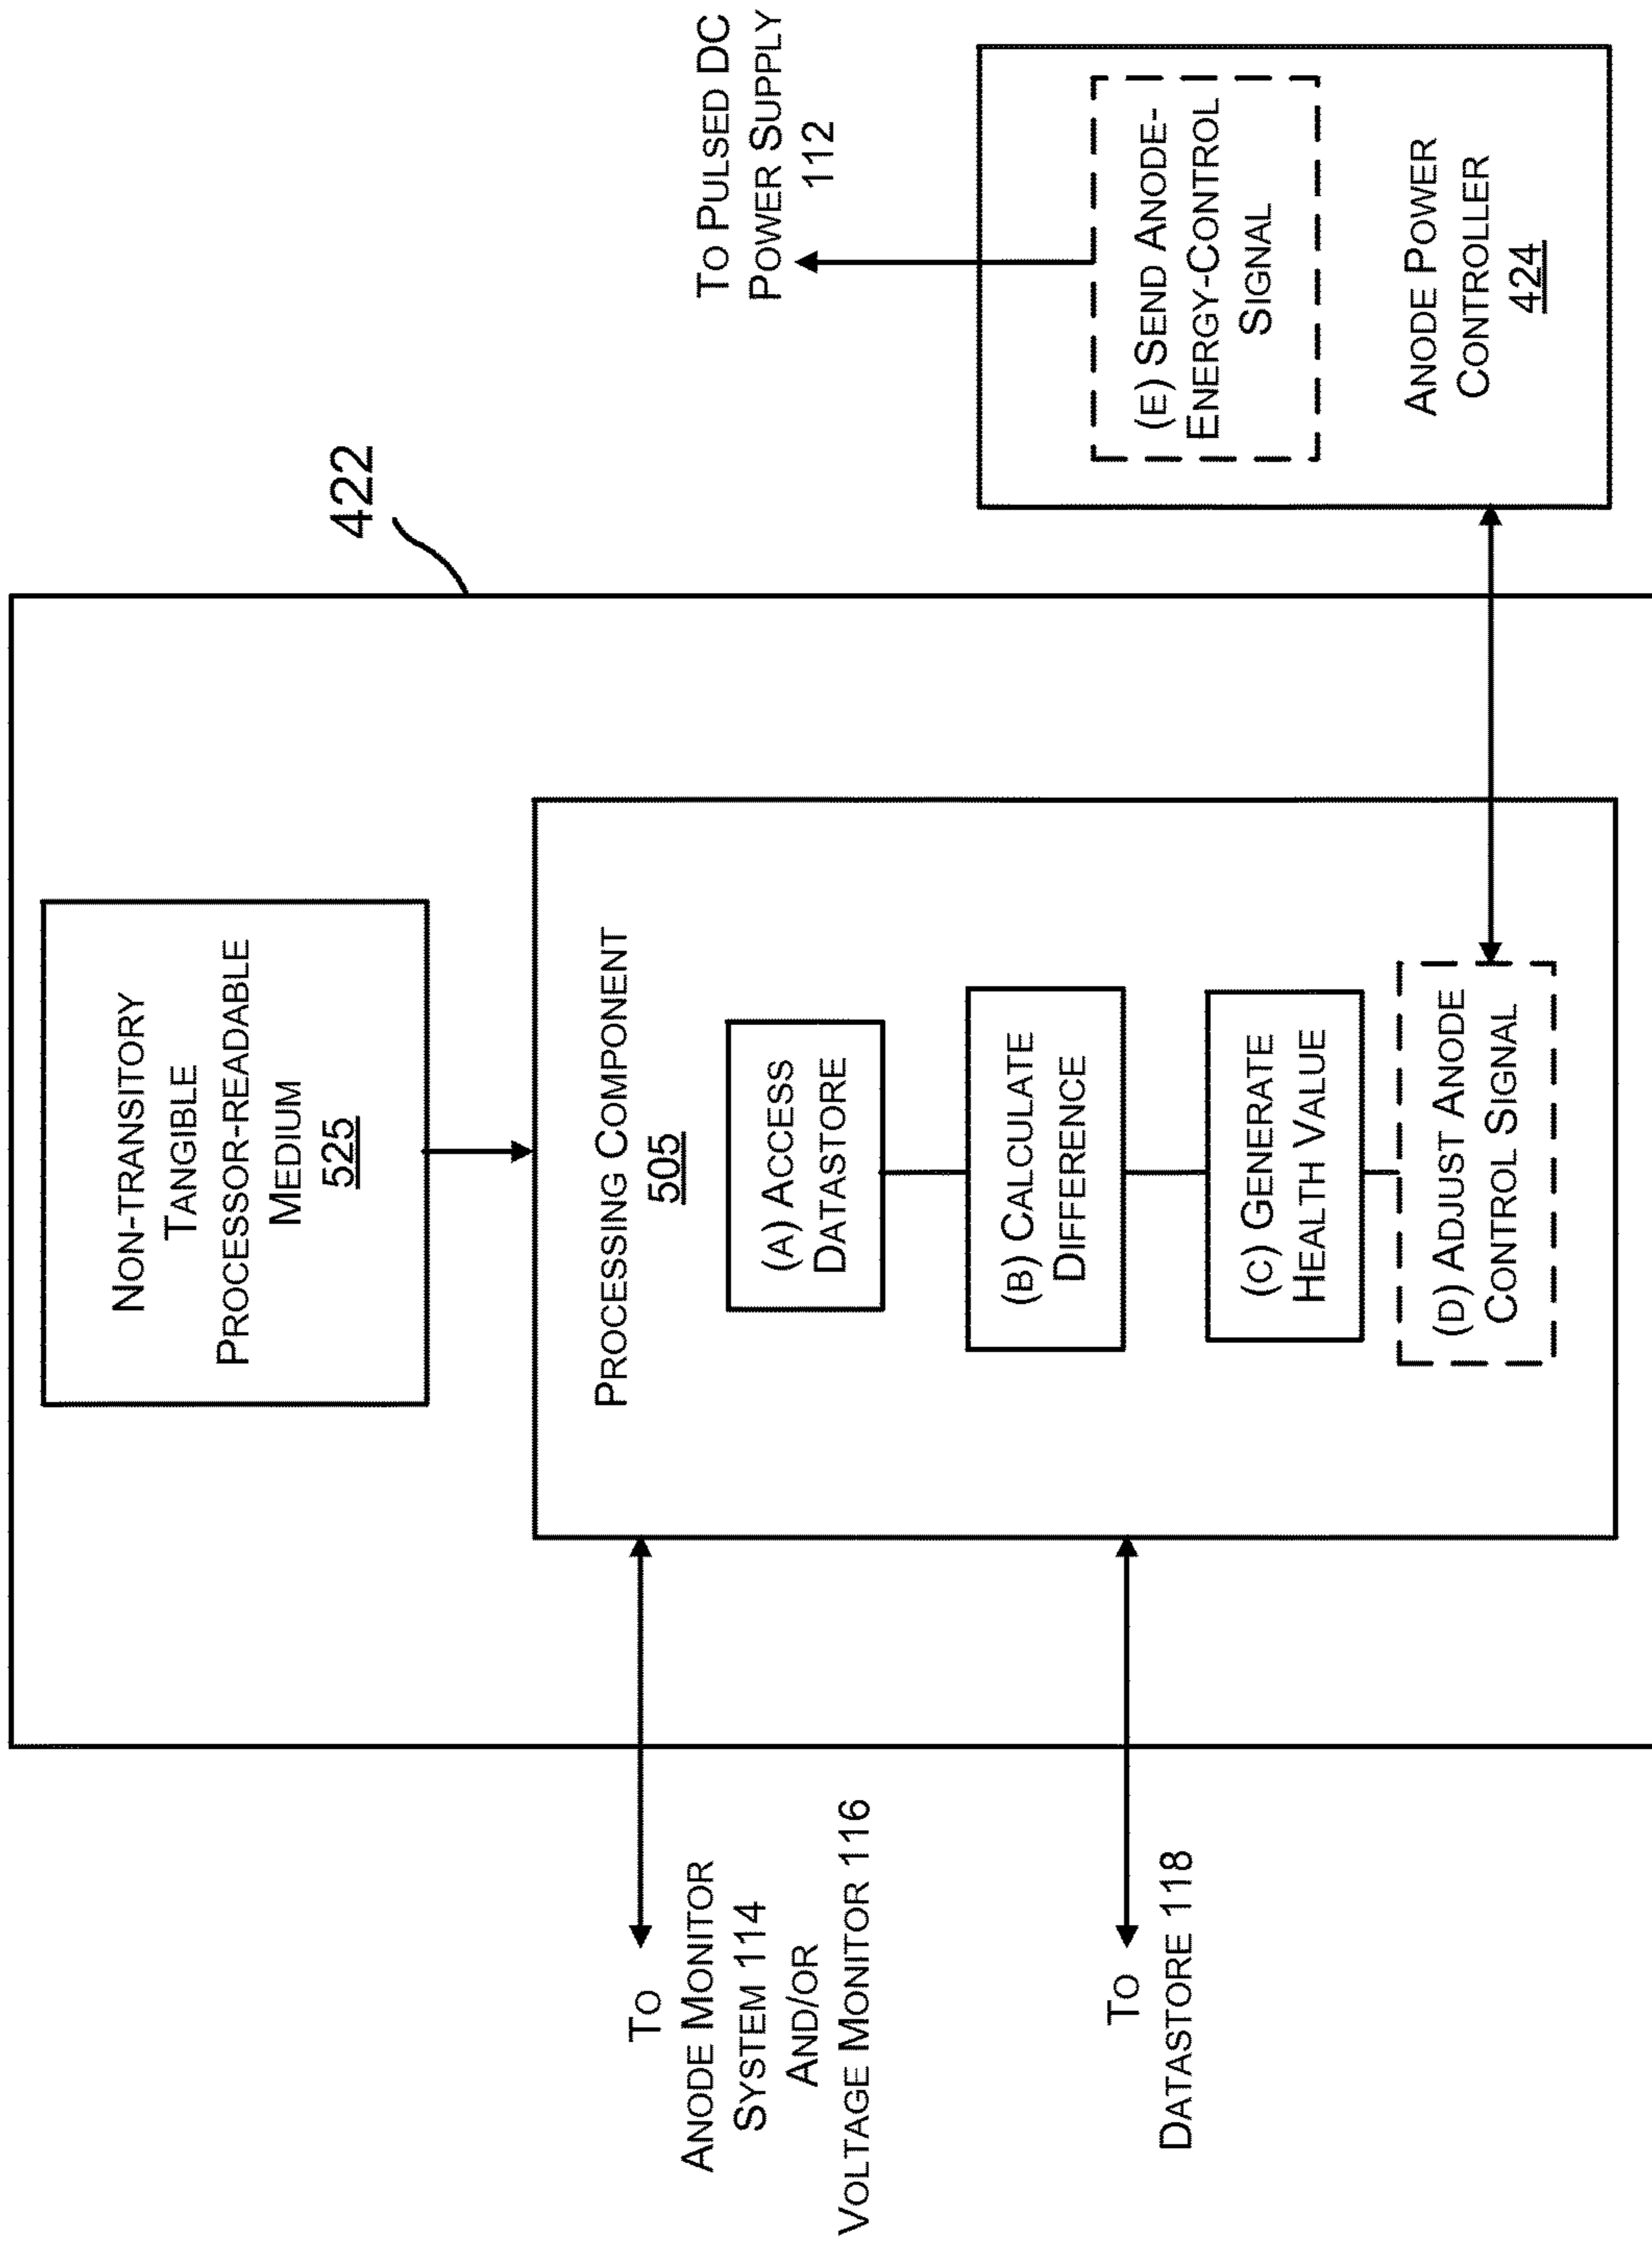 422
NON-TRANSITORY
TANGIBLE
PROCESSOR-READABLE
MEDIUM
525
PROCESSING COMPONENT
505
(A) ACCESS
DATASTORE
(B) CALCULATE
DIFFERENCE
(C) GENERATE
HEALTH VALUE
(D) ADJUST ANODE
CONTROL SIGNAL
TO
ANODE MONITOR
SYSTEM 114
AND/OR
VOLTAGE MONITOR 116
TO
DATASTORE 118
TO PULSED DC
POWER SUPPLY
112
(E) SEND ANODE-
ENERGY-CONTROL
SIGNAL
ANODE POWER
CONTROLLER
424